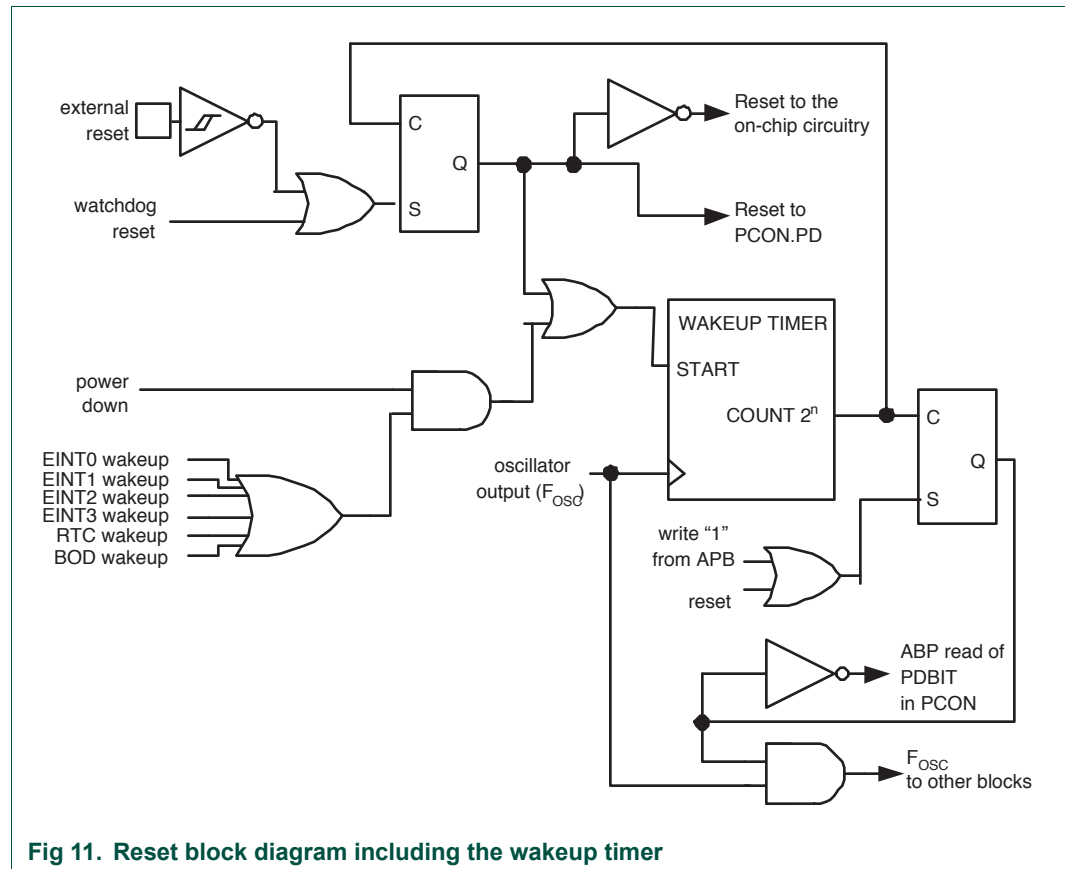 external
reset
watchdog
reset
C
Q
S
Reset to the
on-chip circuitry
Reset to
PCON.PD
WAKEUP TIMER
START
COUNT 2n
power
down
EINT0 wakeup
EINT1 wakeup
EINT2 wakeup
EINT3 wakeup
RTC wakeup
BOD wakeup
oscillator
output (FOSC)
C
Q
S
write “1”
from APB
reset
ABP read of
PDBIT
in PCON
FOSC
to other blocks
Fig 11. Reset block diagram including the wakeup timer